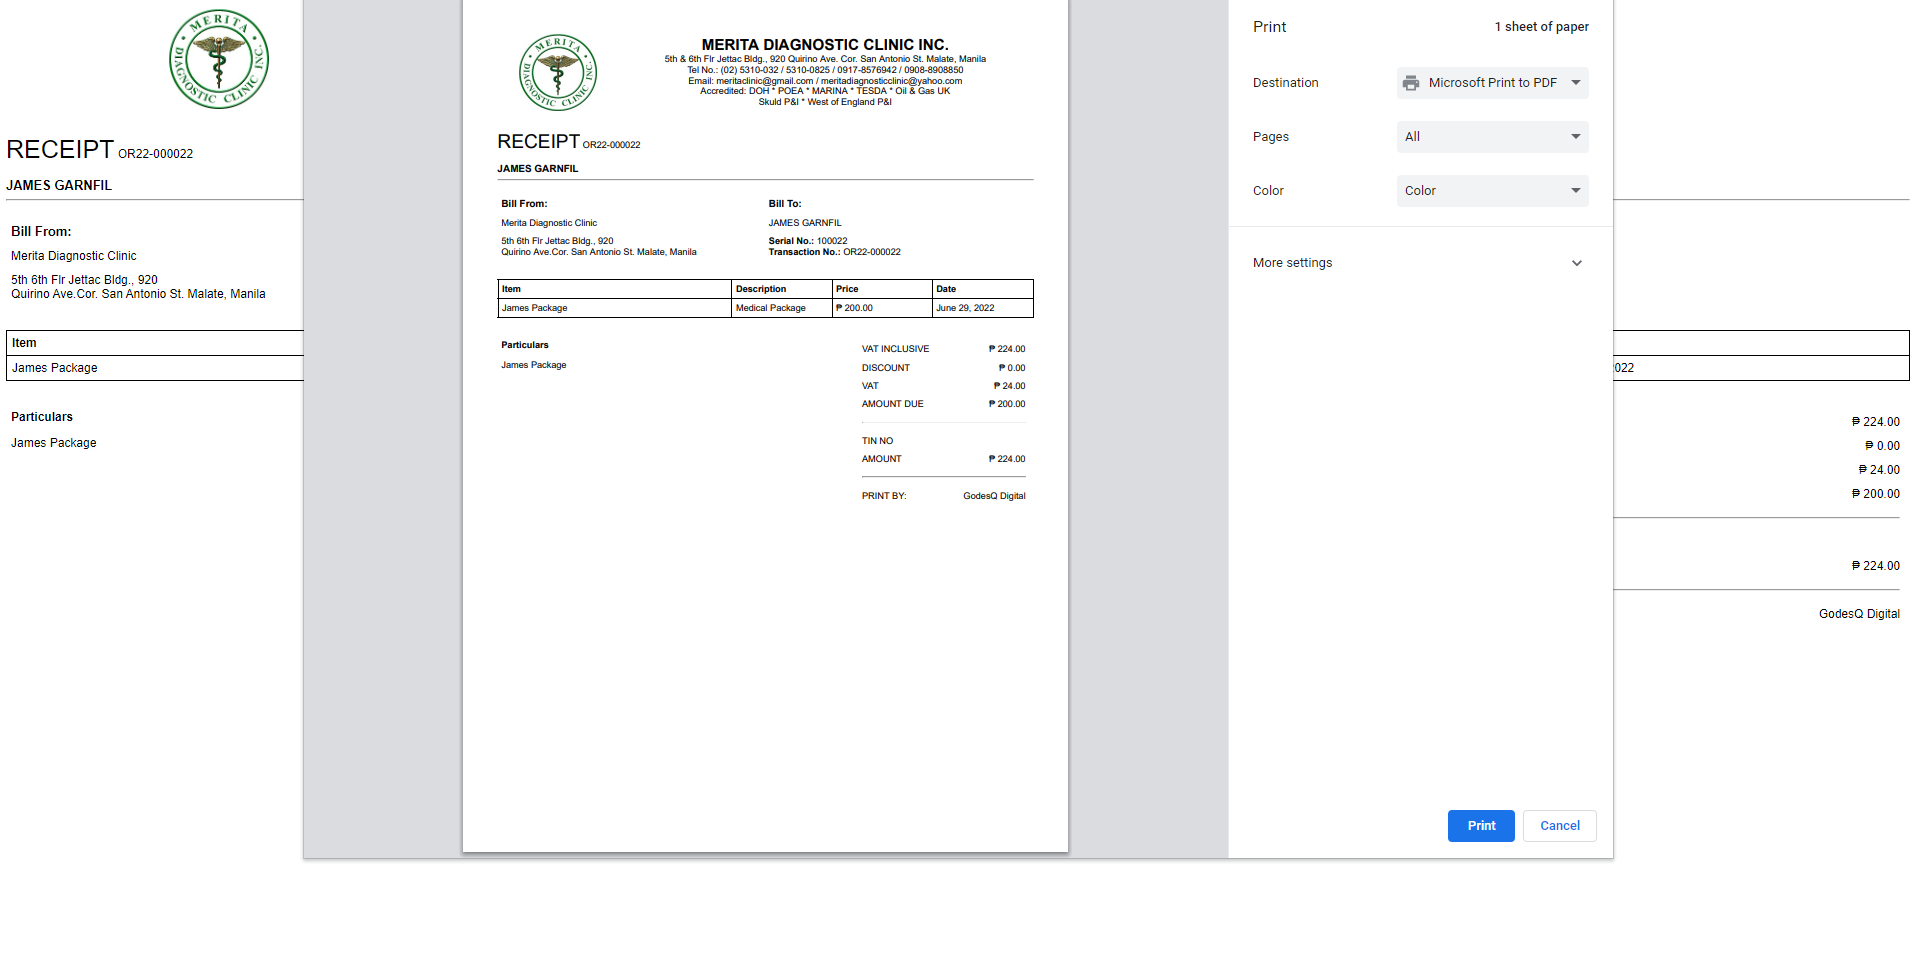 MERITA
DIAGNOSTIC CLINIC INC.
RECEIPT OR22-000022
JAMES GARNFIL
Bill From:
Merita Diagnostic Clinic
5th 6th Flr Jettac Bldg., 920
Quirino Ave.Cor. San Antonio St. Malate, Manila
Item
James Package
Particulars
James Package
MERITA
DIAGNOSTIC CLINIC INC.
MERITA DIAGNOSTIC CLINIC INC.
5th & 6th Flr Jettac Bldg., 920 Quirino Ave. Cor. San Antonio St. Malate, Manila
Tel No.: (02) 5310-032 / 5310-0825 / 0917-8576942 / 0908-8908850
Email: meritaclinic@gmail.com / meritadiagnosticclinic@yahoo.com
Accredited: DOH * POEA * MARINA * TESDA * Oil & Gas UK
Skuld P&I * West of England P&I
RECEIPT OR22-000022
JAMES GARNFIL
Bill From:
Merita Diagnostic Clinic
5th 6th Flr Jettac Bldg., 920
Quirino Ave.Cor. San Antonio St. Malate, Manila
Bill To:
JAMES GARNFIL
Serial No.: 100022
Transaction No.: OR22-000022
Item Description Price Date
James Package Medical Package ₱ 200.00 June 29, 2022
Particulars
James Package
VAT INCLUSIVE ₱ 224.00
DISCOUNT ₱ 0.00
VAT ₱ 24.00
AMOUNT DUE ₱ 200.00
TIN NO
AMOUNT ₱ 224.00
PRINT BY: GodesQ Digital
Print 1 sheet of paper
Destination Microsoft Print to PDF
Pages All
Color Color
More settings
Print Cancel
022
₱ 224.00
₱ 0.00
₱ 24.00
₱ 200.00
₱ 224.00
GodesQ Digital